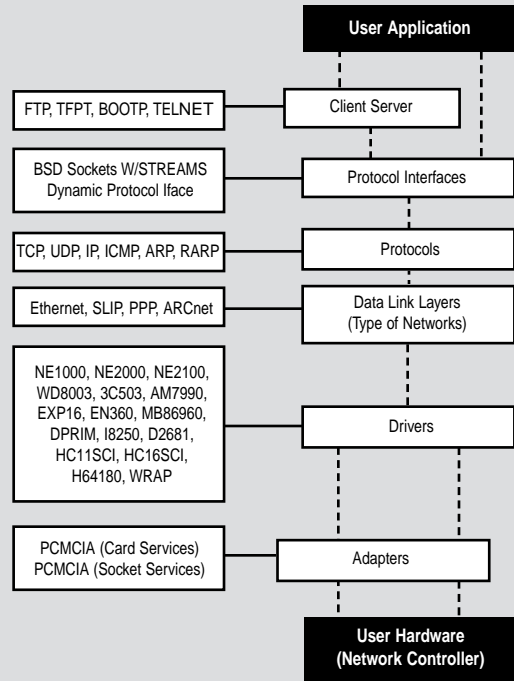 User Application
FTP, TFPT, BOOTP, TELNET
Client Server
BSD Sockets W/STREAMS
Dynamic Protocol Iface
Protocol Interfaces
TCP, UDP, IP, ICMP, ARP, RARP
Protocols
Ethernet, SLIP, PPP, ARCnet
Data Link Layers
(Type of Networks)
NE1000, NE2000, NE2100,
WD8003, 3C503, AM7990,
EXP16, EN360, MB86960,
DPRIM, I8250, D2681,
HC11SCI, HC16SCI,
H64180, WRAP
Drivers
PCMCIA (Card Services)
PCMCIA (Socket Services)
Adapters
User Hardware
(Network Controller)